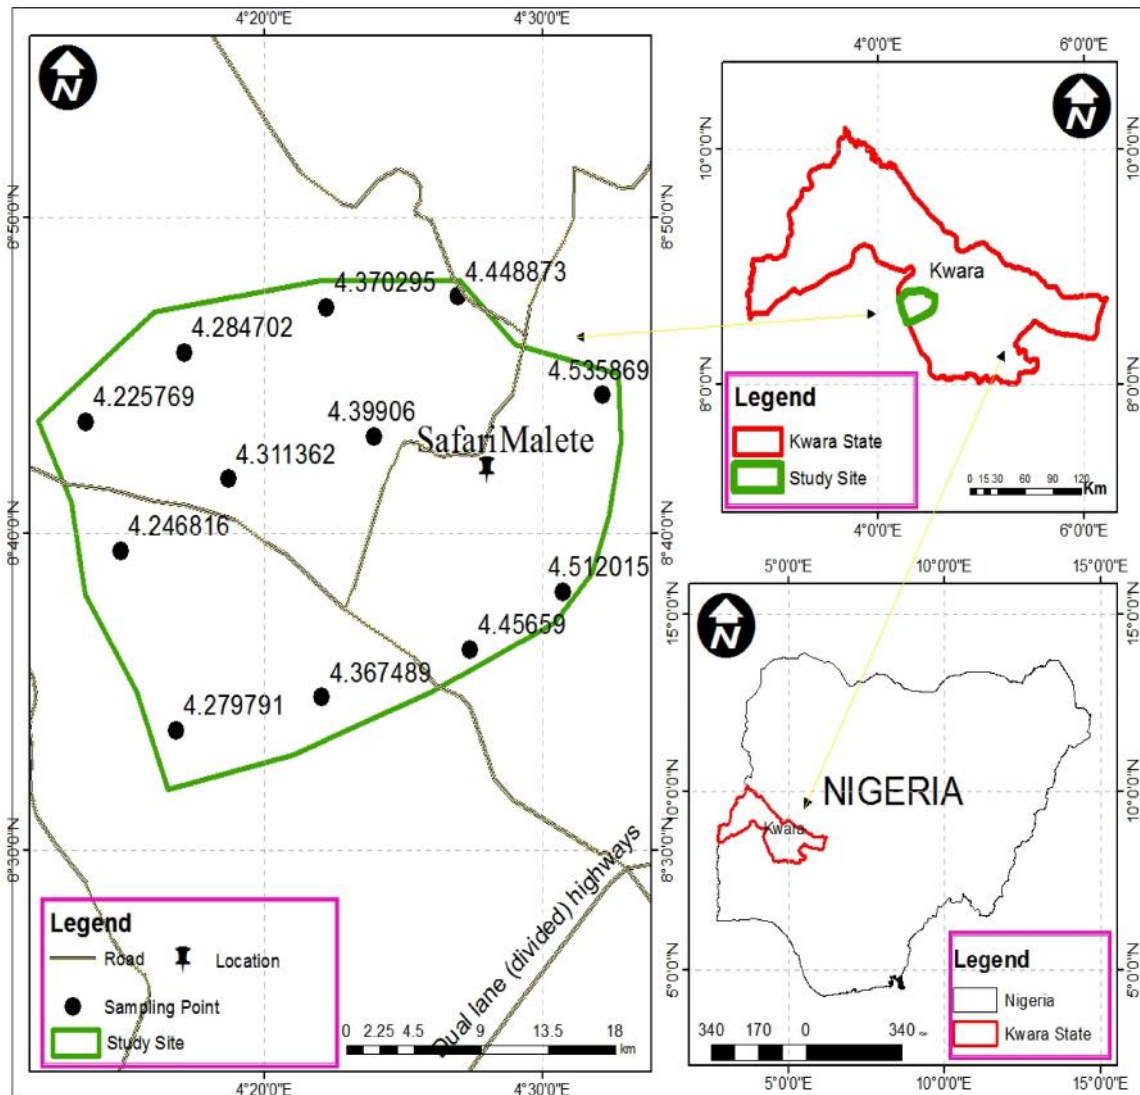 4°20'0"E
4°30'0"E
N
8°50'0"N
8°50'0"N
4.370295
4.448873
4.284702
4.535869
4.225769
4.39906
SafariMalete
4.311362
4.246816
8°40'0"N
8°40'0"N
4.512015
4.45659
4.367489
4.279791
8°30'0"N
8°30'0"N
Dual lane (divided) highways
Legend
Road
Location
Sampling Point
Study Site
0 2.25 4.5 9 13.5 18
km
4°20'0"E
4°30'0"E
4°0'0"E
6°0'0"E
N
10°0'0"N
10°0'0"N
Kwara
8°0'0"N
8°0'0"N
Legend
Kwara State
Study Site
0 15 30 60 90 120
Km
4°0'0"E
6°0'0"E
5°0'0"E
10°0'0"E
15°0'0"E
N
15°0'0"N
15°0'0"N
NIGERIA
Kwara
10°0'0"N
10°0'0"N
5°0'0"N
5°0'0"N
Legend
Nigeria
Kwara State
340 170 0 340
5°0'0"E
10°0'0"E
15°0'0"E